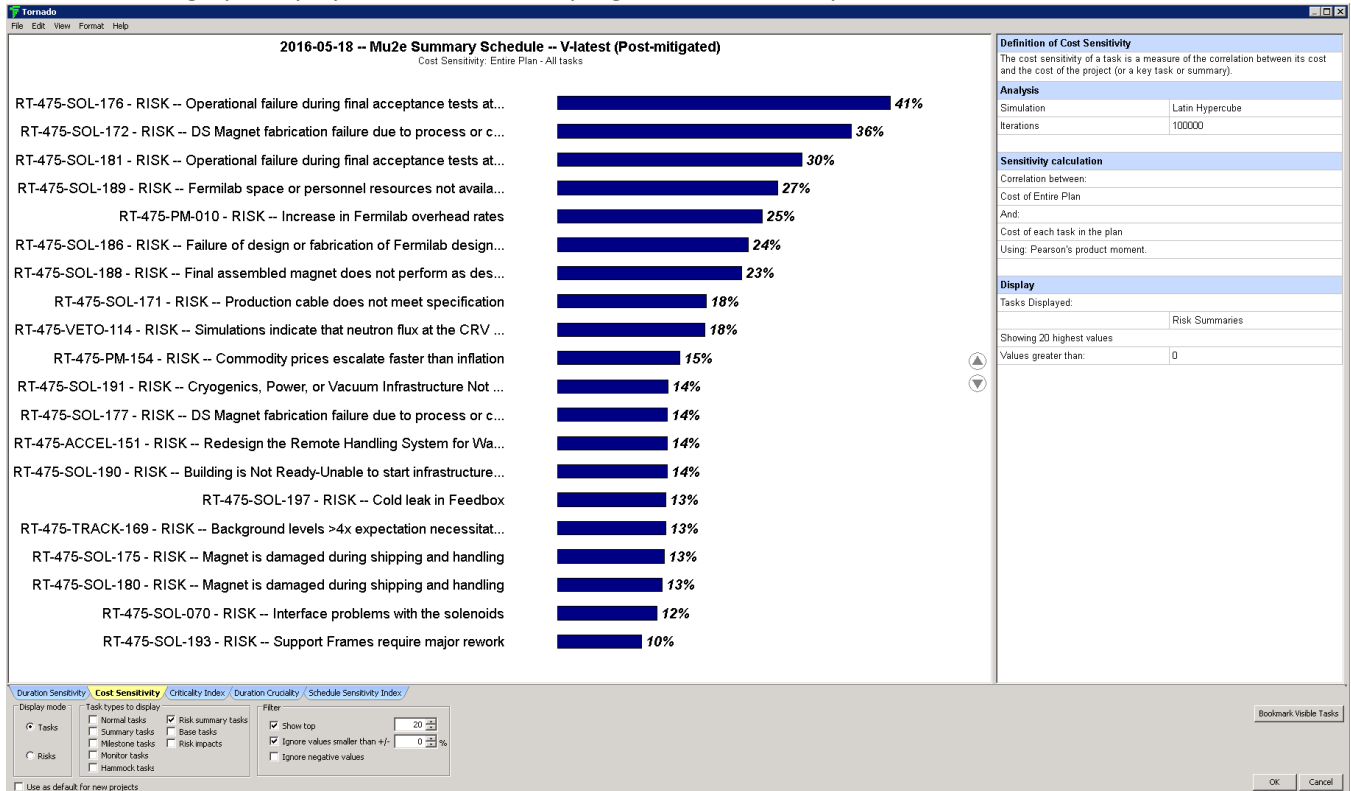 Tornado
File Edit View Format Help
2016-05-18 -- Mu2e Summary Schedule -- V-latest (Post-mitigated)
Cost Sensitivity: Entire Plan - All tasks
RT-475-SOL-176 - RISK -- Operational failure during final acceptance tests at... 41%
RT-475-SOL-172 - RISK -- DS Magnet fabrication failure due to process or c... 36%
RT-475-SOL-181 - RISK -- Operational failure during final acceptance tests at... 30%
RT-475-SOL-189 - RISK -- Fermilab space or personnel resources not availa... 27%
RT-475-PM-010 - RISK -- Increase in Fermilab overhead rates 25%
RT-475-SOL-186 - RISK -- Failure of design or fabrication of Fermilab design... 24%
RT-475-SOL-188 - RISK -- Final assembled magnet does not perform as des... 23%
RT-475-SOL-171 - RISK -- Production cable does not meet specification 18%
RT-475-VETO-114 - RISK -- Simulations indicate that neutron flux at the CRV ... 18%
RT-475-PM-154 - RISK -- Commodity prices escalate faster than inflation 15%
RT-475-SOL-191 - RISK -- Cryogenics, Power, or Vacuum Infrastructure Not ... 14%
RT-475-SOL-177 - RISK -- DS Magnet fabrication failure due to process or c... 14%
RT-475-ACCEL-151 - RISK -- Redesign the Remote Handling System for Wa... 14%
RT-475-SOL-190 - RISK -- Building is Not Ready-Unable to start infrastructure... 14%
RT-475-SOL-197 - RISK -- Cold leak in Feedbox 13%
RT-475-TRACK-169 - RISK -- Background levels >4x expectation necessitat... 13%
RT-475-SOL-175 - RISK -- Magnet is damaged during shipping and handling 13%
RT-475-SOL-180 - RISK -- Magnet is damaged during shipping and handling 13%
RT-475-SOL-070 - RISK -- Interface problems with the solenoids 12%
RT-475-SOL-193 - RISK -- Support Frames require major rework 10%
Definition of Cost Sensitivity
The cost sensitivity of a task is a measure of the correlation between its cost
and the cost of the project (or a key task or summary).
Analysis
Simulation Latin Hypercube
Iterations 100000
Sensitivity calculation
Correlation between:
Cost of Entire Plan
And:
Cost of each task in the plan
Using: Pearson's product moment.
Display
Tasks Displayed:
Risk Summaries
Showing 20 highest values
Values greater than: 0
Duration Sensitivity Cost Sensitivity Criticality Index Duration Cruciality Schedule Sensitivity Index
Display mode
Tasks
Risks
Task types to display
Normal tasks Risk summary tasks
Summary tasks Base tasks
Milestone tasks Risk impacts
Monitor tasks
Hammock tasks
Filter
Show top 20
Ignore values smaller than +/- 0 %
Ignore negative values
Bookmark Visible Tasks
Use as default for new projects
OK Cancel